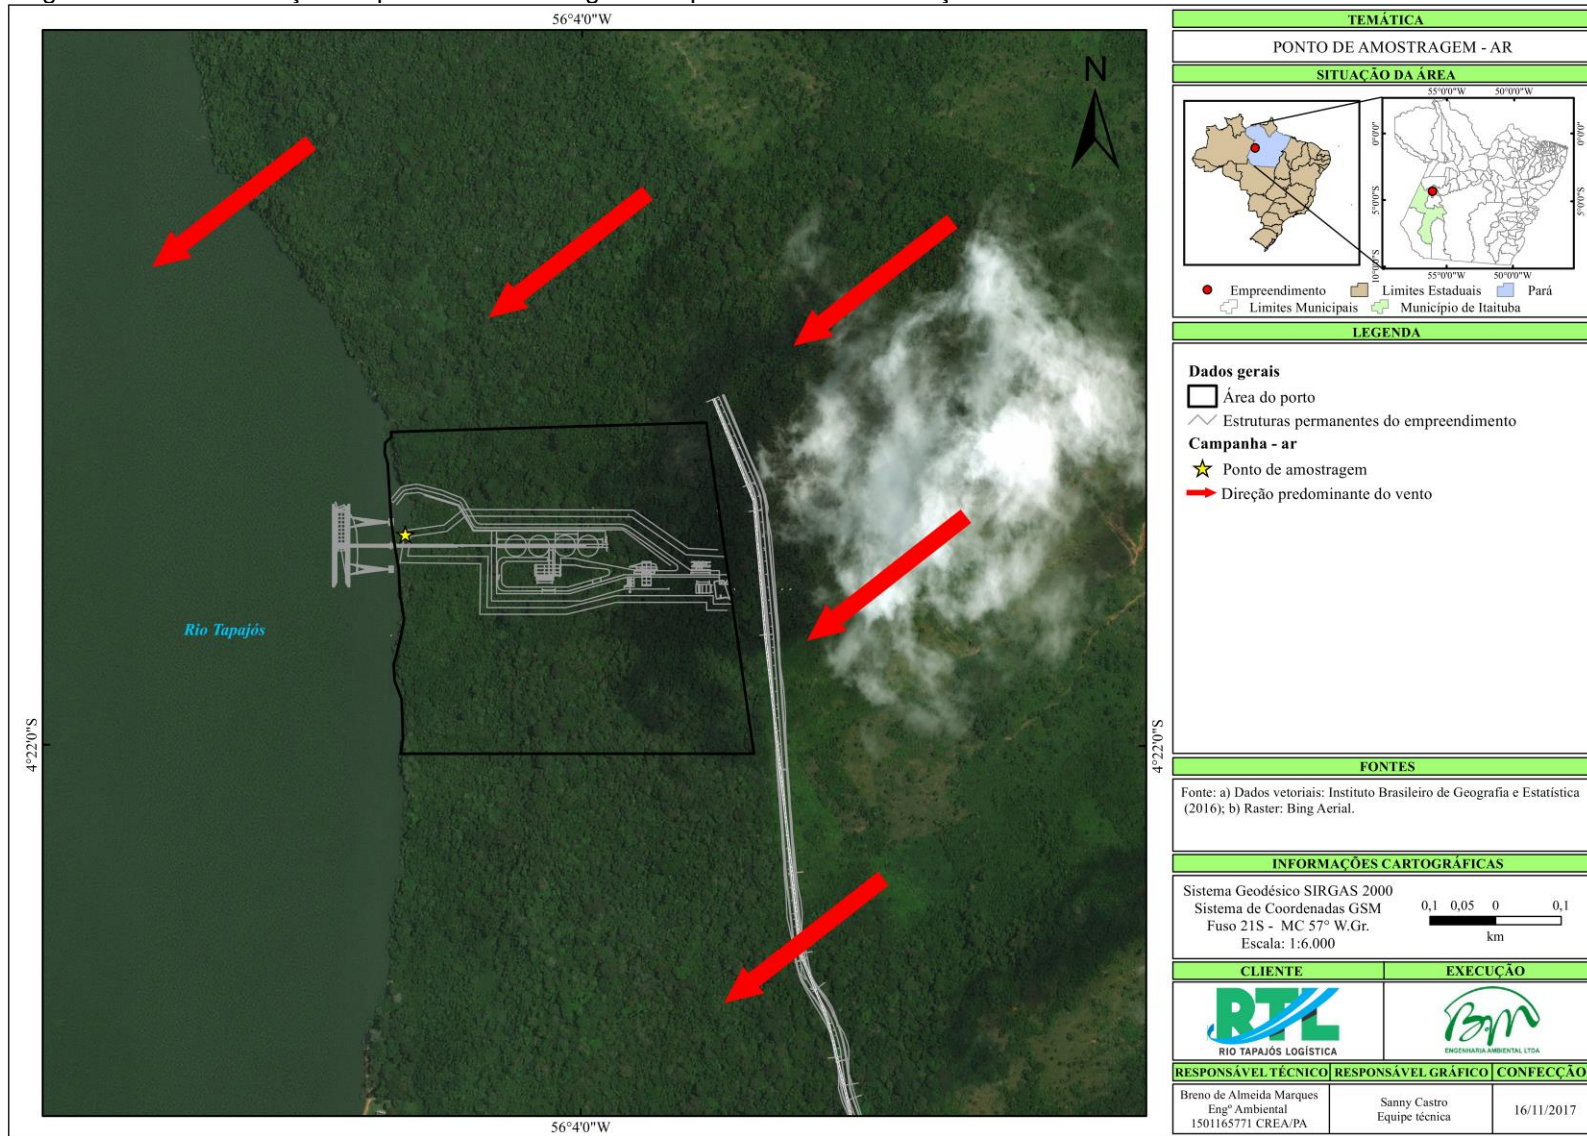 56°4'0"W
N
Rio Tapajós
4°22'0"S
4°22'0"S
56°4'0"W
TEMÁTICA
PONTO DE AMOSTRAGEM - AR
SITUAÇÃO DA ÁREA
55°0'0"W 50°0'0"W
0°0'0"
0°0'0"
5°0'0"S
5°0'0"S
10°0'0"S
55°0'0"W 50°0'0"W
Empreendimento Limites Estaduais Pará
Limites Municipais Município de Itaituba
LEGENDA
Dados gerais
Área do porto
Estruturas permanentes do empreendimento
Campanha - ar
Ponto de amostragem
Direção predominante do vento
FONTES
Fonte: a) Dados vetoriais: Instituto Brasileiro de Geografia e Estatística
(2016); b) Raster: Bing Aerial.
INFORMAÇÕES CARTOGRÁFICAS
Sistema Geodésico SIRGAS 2000
Sistema de Coordenadas GSM
Fuso 21S - MC 57° W.Gr.
Escala: 1:6.000
0,1 0,05 0 0,1
km
CLIENTE EXECUÇÃO
RTL
RIO TAPAJÓS LOGÍSTICA
BM
ENGENHARIA AMBIENTAL LTDA
RESPONSÁVEL TÉCNICO RESPONSÁVEL GRÁFICO CONFECÇÃO
Breno de Almeida Marques
Engº Ambiental
1501165771 CREA/PA
Sanny Castro
Equipe técnica
16/11/2017